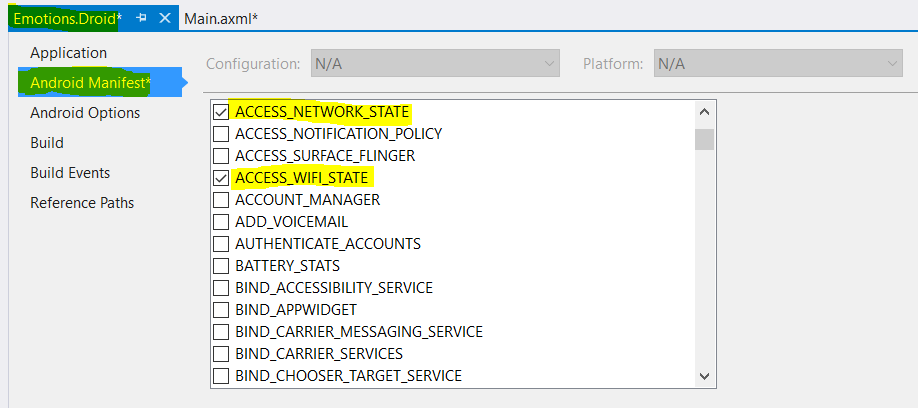 Emotions.Droid* Main.axml*
Application
Android Manifest*
Android Options
Build
Build Events
Reference Paths
Configuration: N/A Platform: N/A
ACCESS_NETWORK_STATE
ACCESS_NOTIFICATION_POLICY
ACCESS_SURFACE_FLINGER
ACCESS_WIFI_STATE
ACCOUNT_MANAGER
ADD_VOICEMAIL
AUTHENTICATE_ACCOUNTS
BATTERY_STATS
BIND_ACCESSIBILITY_SERVICE
BIND_APPWIDGET
BIND_CARRIER_MESSAGING_SERVICE
BIND_CARRIER_SERVICES
BIND_CHOOSER_TARGET_SERVICE